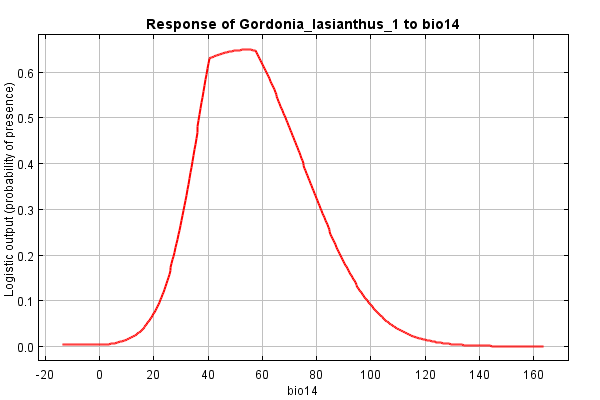 Response of Gordonia_lasianthus_1 to bio14
Logistic output (probability of presence)
0.6
0.5
0.4
0.3
0.2
0.1
0.0
-20 0 20 40 60 80 100 120 140 160
bio14